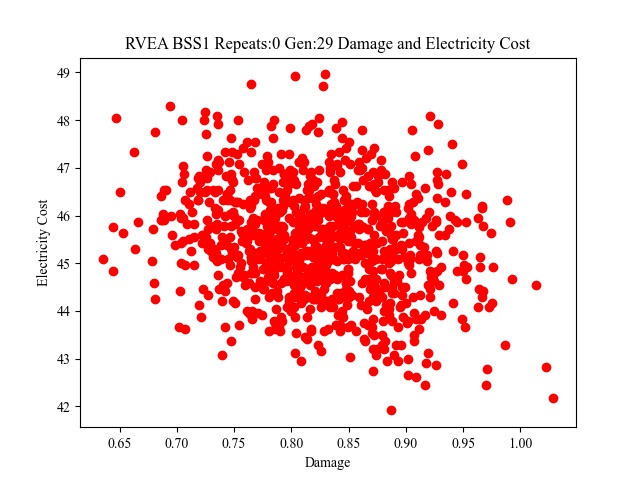 RVEA BSS1 Repeats:0 Gen:29 Damage and Electricity Cost
49
48
47
46
45
44
43
42
Electricity Cost
0.65 0.70 0.75 0.80 0.85 0.90 0.95 1.00
Damage